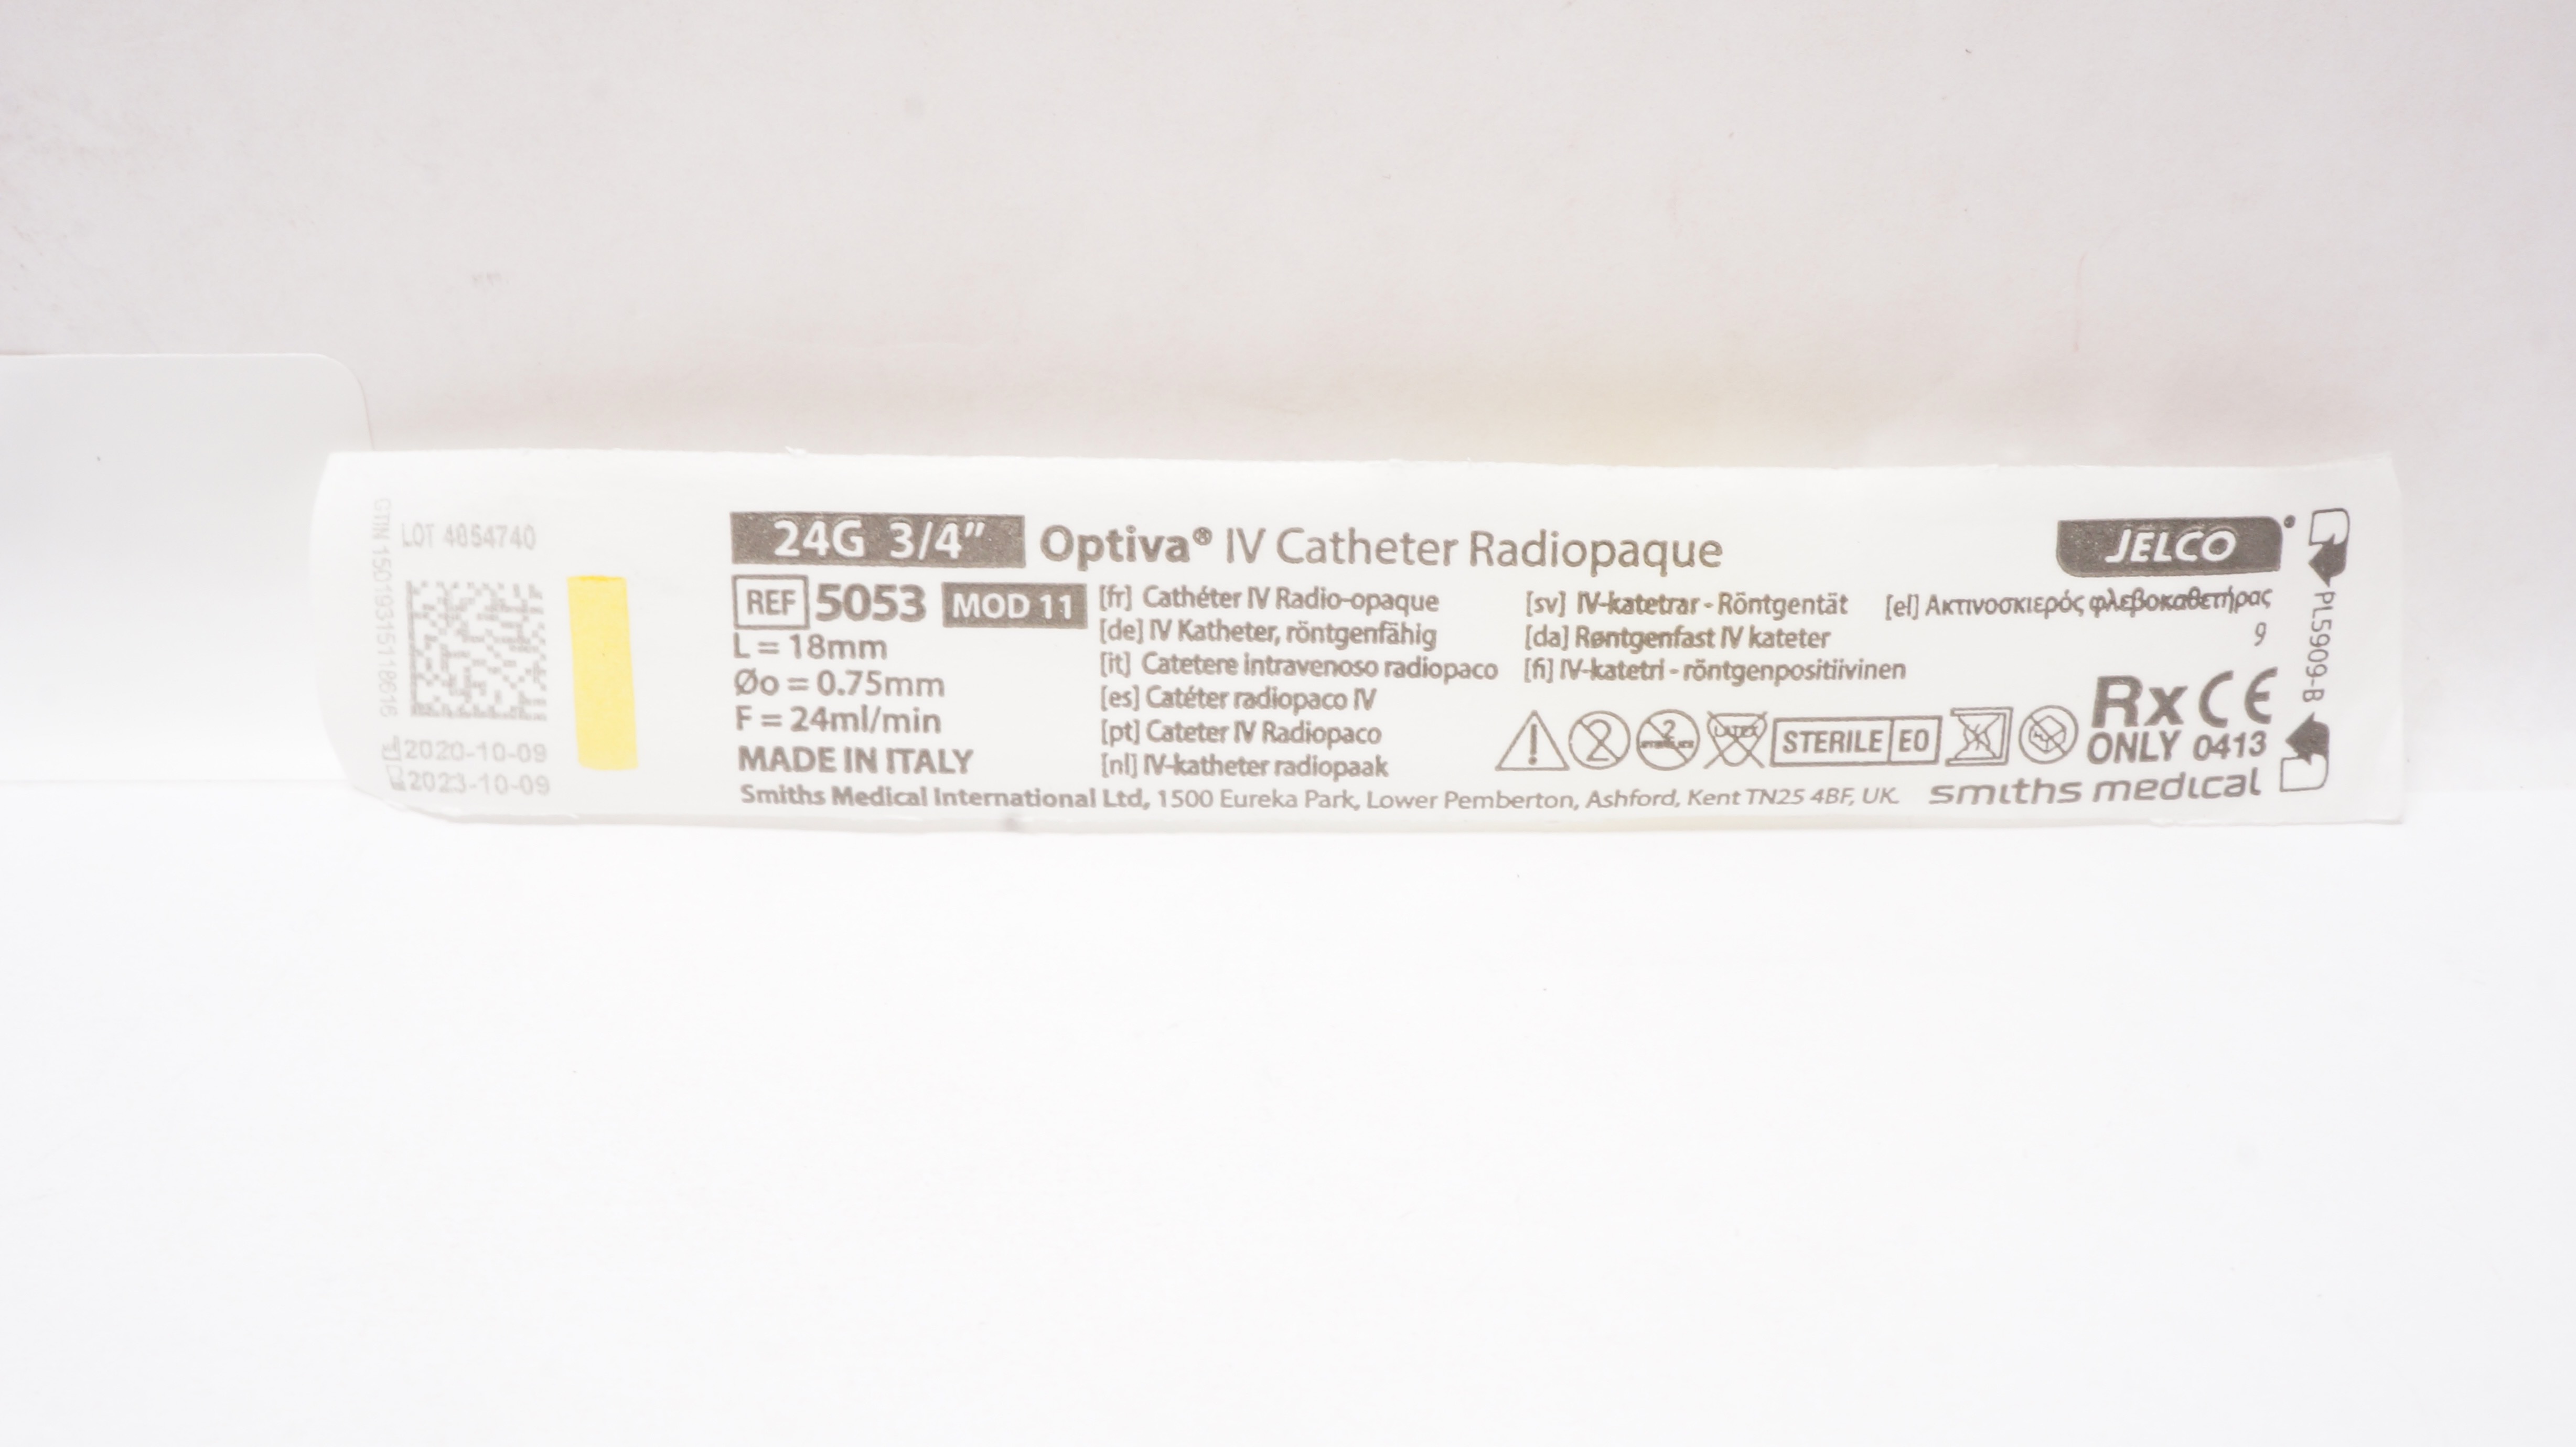 GTIN 15019315118616
LOT 4054740
2020-10-09
2023-10-09
24G 3/4"
Optiva® IV Catheter Radiopaque
JELCO
REF 5053 MOD 11
L = 18mm
Øo = 0.75mm
F = 24ml/min
MADE IN ITALY
[fr] Cathéter IV Radio-opaque
[de] IV Katheter, röntgenfähig
[it] Catetere intravenoso radiopaco
[es] Catéter radiopaco IV
[pt] Cateter IV Radiopaco
[nl] IV-katheter radiopaak
[sv] IV-katetrar - Röntgentät
[da] Røntgenfast IV kateter
[fi] IV-katetri - röntgenpositiivinen
[el] Ακτινοσκιερός φλεβοκαθετήρας
9
2
2
LATEX
STERILE EO
Rx ONLY
CE 0413
PL5909-B
Smiths Medical International Ltd, 1500 Eureka Park, Lower Pemberton, Ashford, Kent TN25 4BF, UK.
smiths medical